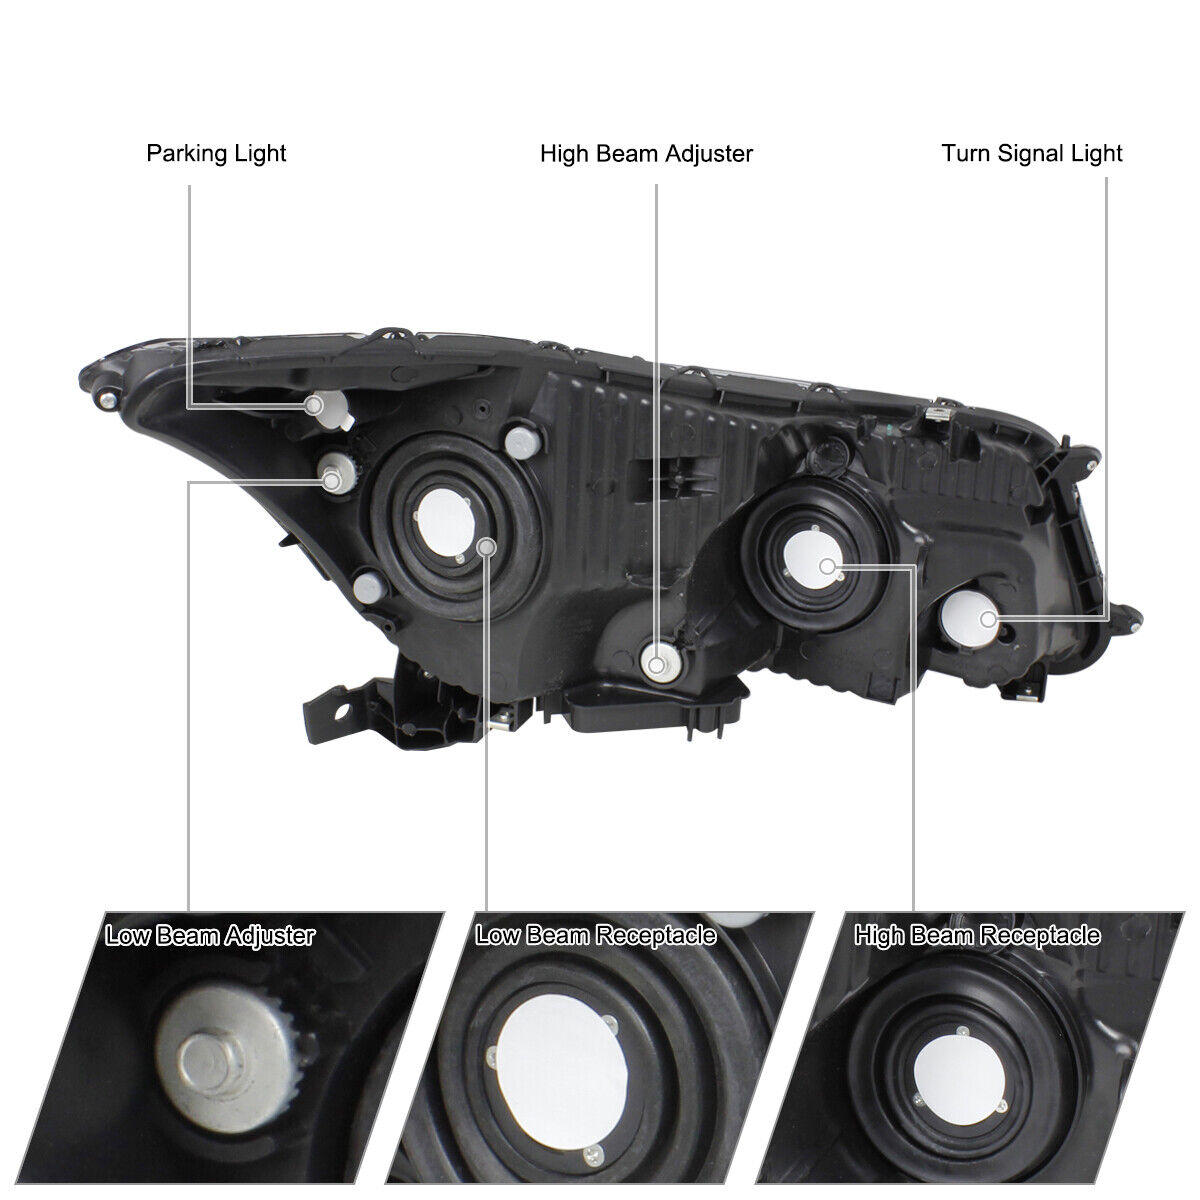 Parking Light
High Beam Adjuster
Turn Signal Light
Low Beam Adjuster
Low Beam Receptacle
High Beam Receptacle